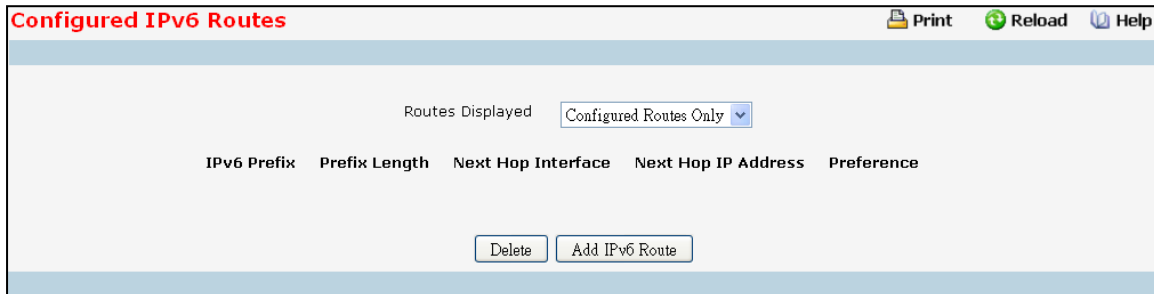 Configured IPv6 Routes Print Reload Help
Routes Displayed Configured Routes Only
IPv6 Prefix Prefix Length Next Hop Interface Next Hop IP Address Preference
Delete Add IPv6 Route